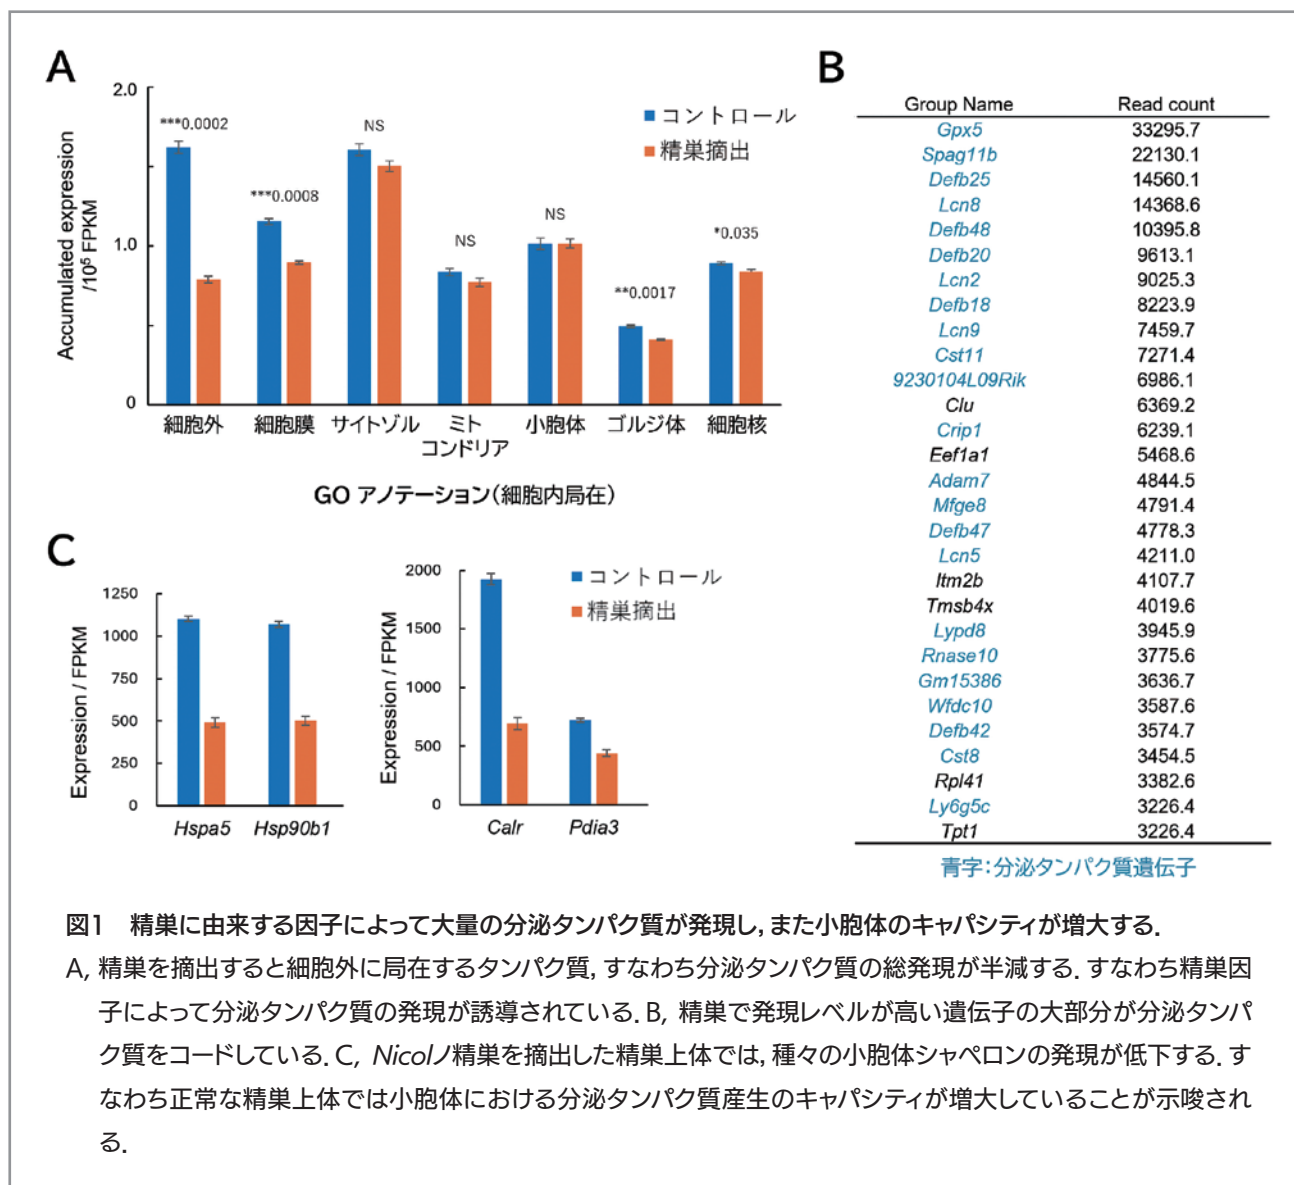 A
2.0
1.0
0
Accumulated expression
/10⁵ FPKM
***0.0002
***0.0008
NS
NS
NS
**0.0017
*0.035
コントロール
精巣摘出
細胞外
細胞膜
サイトゾル
ミト
コンドリア
小胞体
ゴルジ体
細胞核
GO アノテーション(細胞内局在)
B
Group Name Read count
Gpx5 33295.7
Spag11b 22130.1
Defb25 14560.1
Lcn8 14368.6
Defb48 10395.8
Defb20 9613.1
Lcn2 9025.3
Defb18 8223.9
Lcn9 7459.7
Cst11 7271.4
9230104L09Rik 6986.1
Clu 6369.2
Crip1 6239.1
Eef1a1 5468.6
Adam7 4844.5
Mfge8 4791.4
Defb47 4778.3
Lcn5 4211.0
Itm2b 4107.7
Tmsb4x 4019.6
Lypd8 3945.9
Rnase10 3775.6
Gm15386 3636.7
Wfdc10 3587.6
Defb42 3574.7
Cst8 3454.5
Rpl41 3382.6
Ly6g5c 3226.4
Tpt1 3226.4
青字:分泌タンパク質遺伝子
C
Expression / FPKM
1250
1000
750
500
250
0
Hspa5 Hsp90b1
Expression / FPKM
2000
1500
1000
500
0
Calr Pdia3
コントロール
精巣摘出
図1 精巣に由来する因子によって大量の分泌タンパク質が発現し,また小胞体のキャパシティが増大する.
A, 精巣を摘出すると細胞外に局在するタンパク質,すなわち分泌タンパク質の総発現が半減する.すなわち精巣因
子によって分泌タンパク質の発現が誘導されている.B, 精巣で発現レベルが高い遺伝子の大部分が分泌タンパ
ク質をコードしている.C, Nicolノ精巣を摘出した精巣上体では,種々の小胞体シャペロンの発現が低下する.す
なわち正常な精巣上体では小胞体における分泌タンパク質産生のキャパシティが増大していることが示唆され
る.